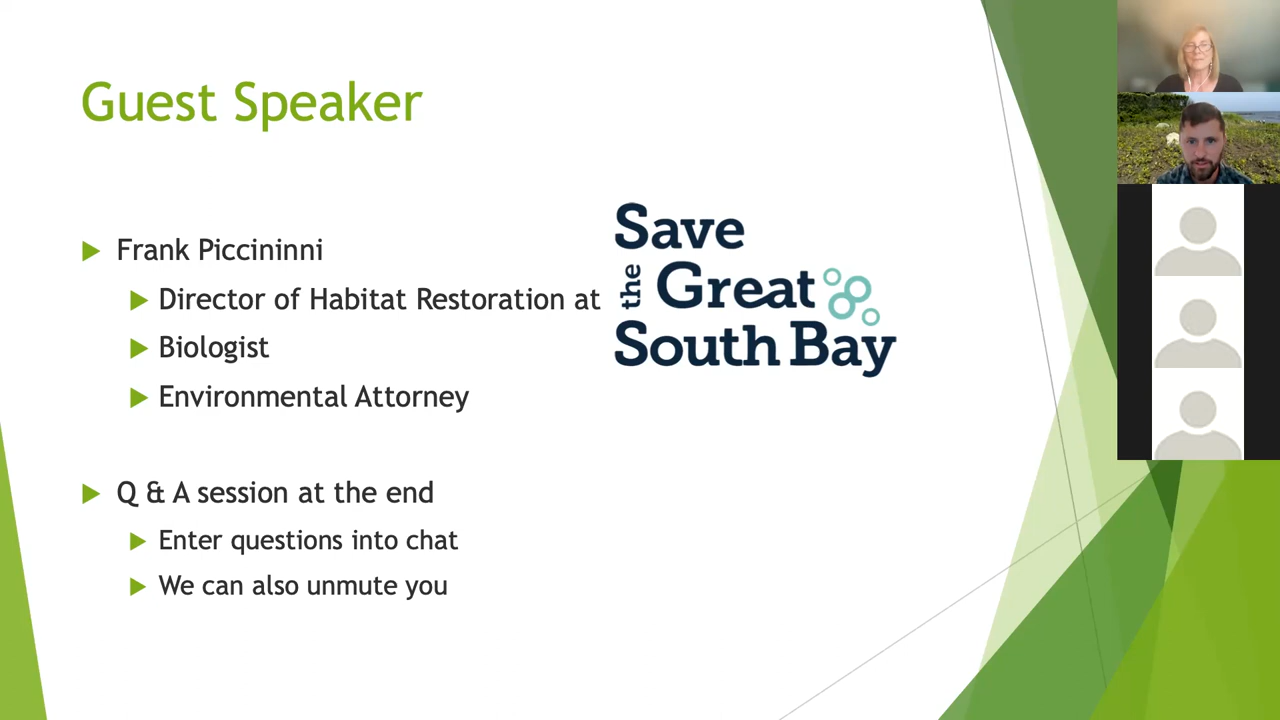 Guest Speaker
Frank Piccininni
Director of Habitat Restoration at
Save
the Great
South Bay
Biologist
Environmental Attorney
Q & A session at the end
Enter questions into chat
We can also unmute you